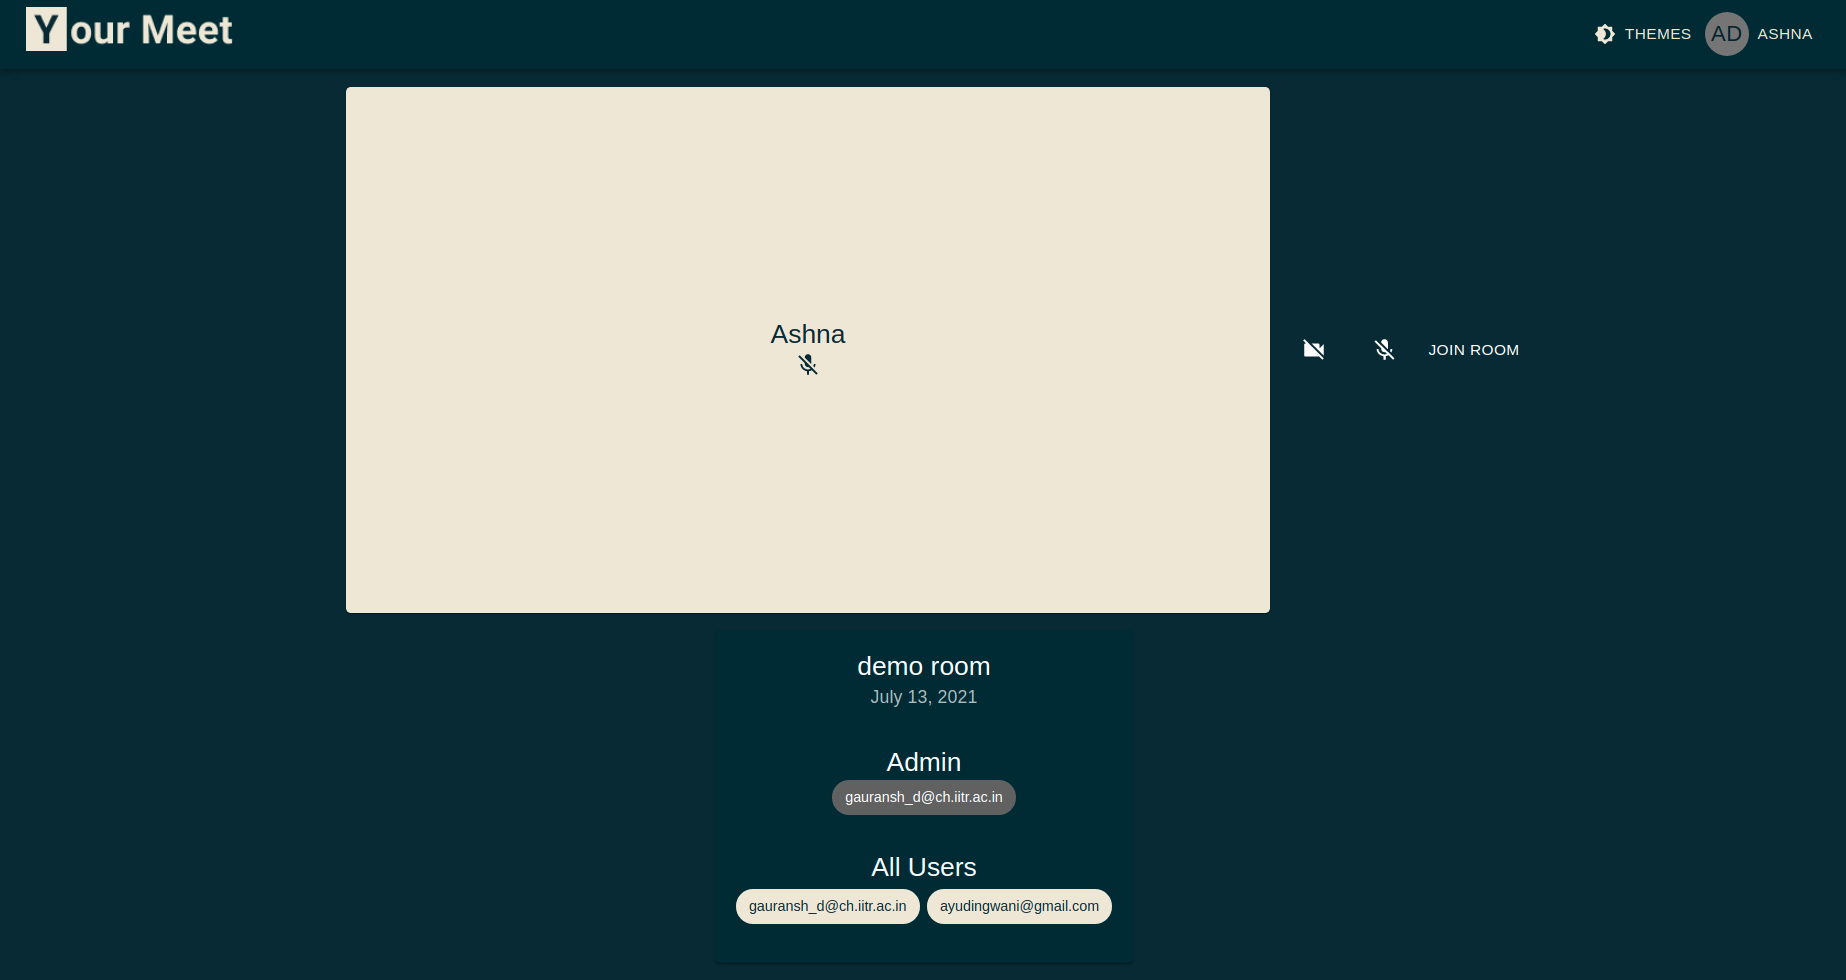 Your Meet
THEMES
AD
ASHNA
Ashna
JOIN ROOM
demo room
July 13, 2021
Admin
gauransh_d@ch.iitr.ac.in
All Users
gauransh_d@ch.iitr.ac.in
ayudingwani@gmail.com